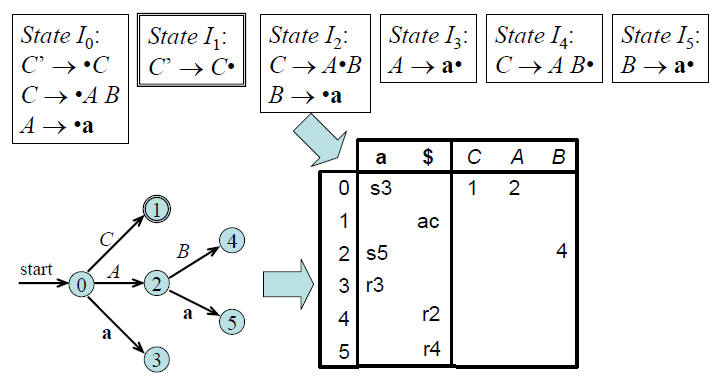 State I0:
C’ → •C
C → •A B
A → •a
State I1:
C’ → C•
State I2:
C → A•B
B → •a
State I3:
A → a•
State I4:
C → A B•
State I5:
B → a•
a $ C A B
0 s3 1 2
1 ac
2 s5 4
3 r3
4 r2
5 r4
start
0
C
1
A
2
a
3
B
4
a
5